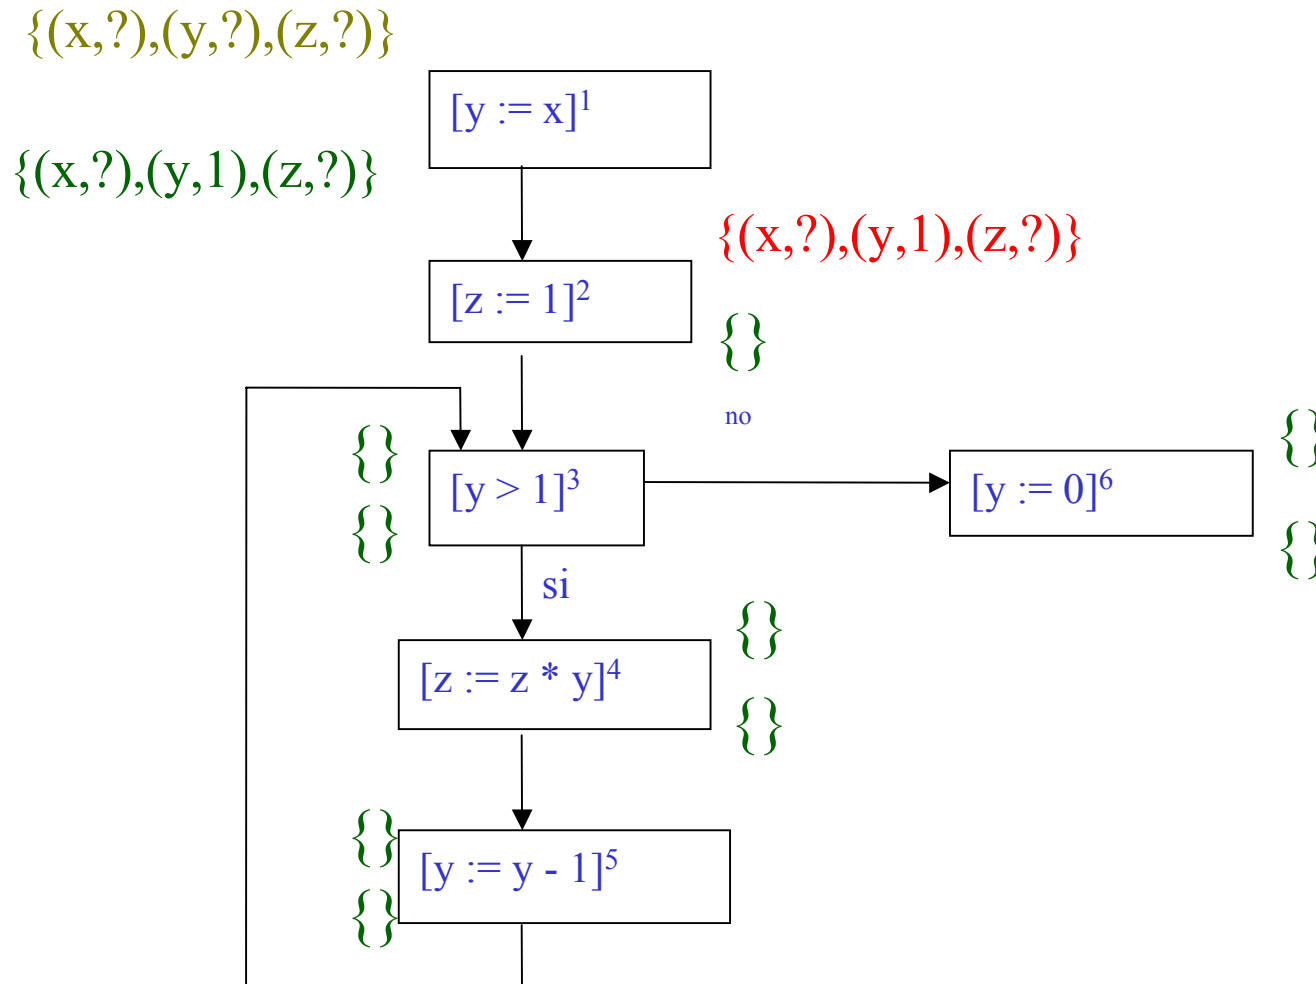 {(x,?),(y,?),(z,?)}
[y := x]1
{(x,?),(y,1),(z,?)}
{(x,?),(y,1),(z,?)}
[z := 1]2
{}
no
{}
{}
[y > 1]3
[y := 0]6
{}
{}
si
{}
[z := z * y]4
{}
{}
[y := y - 1]5
{}